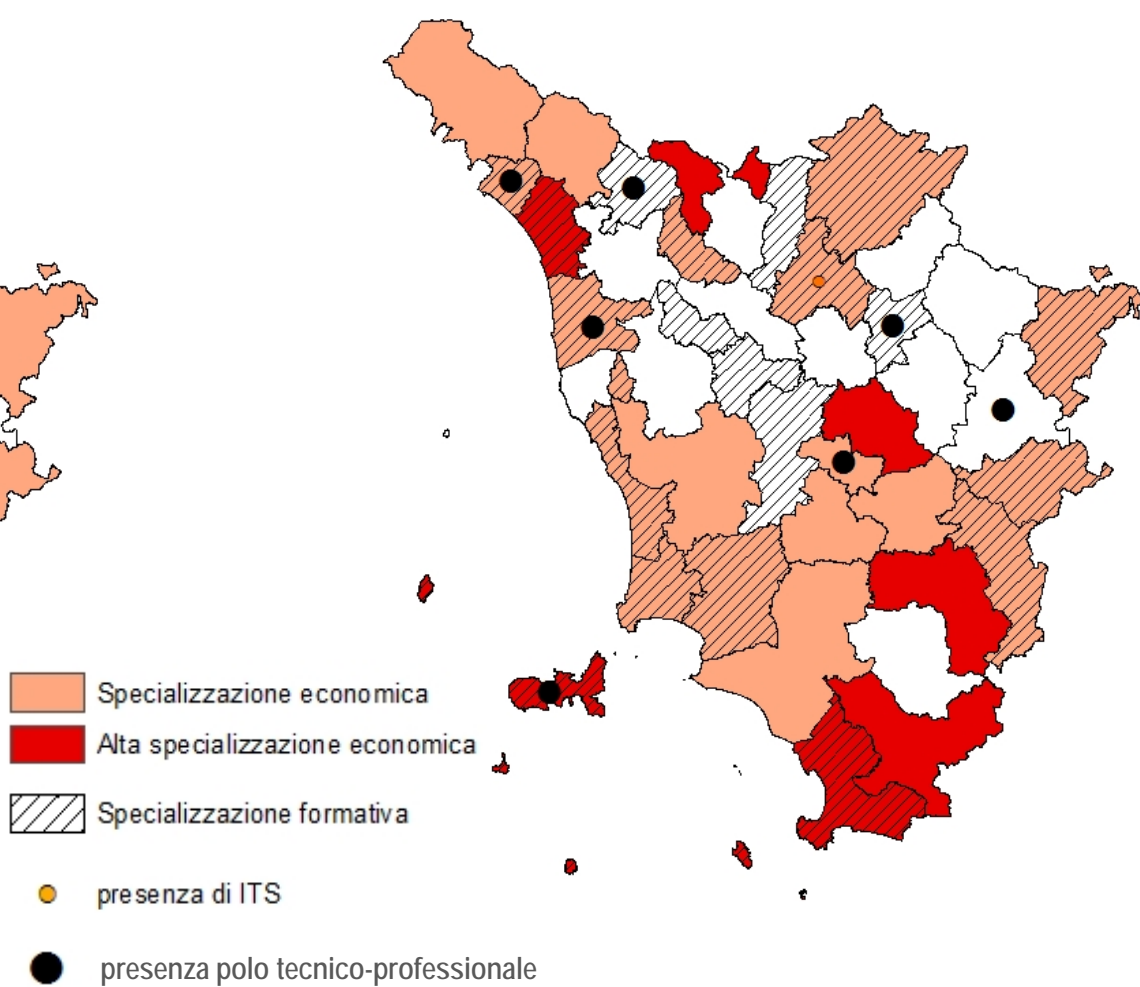 Specializzazione economica
Alta specializzazione economica
Specializzazione formativa
presenza di ITS
presenza polo tecnico-professionale